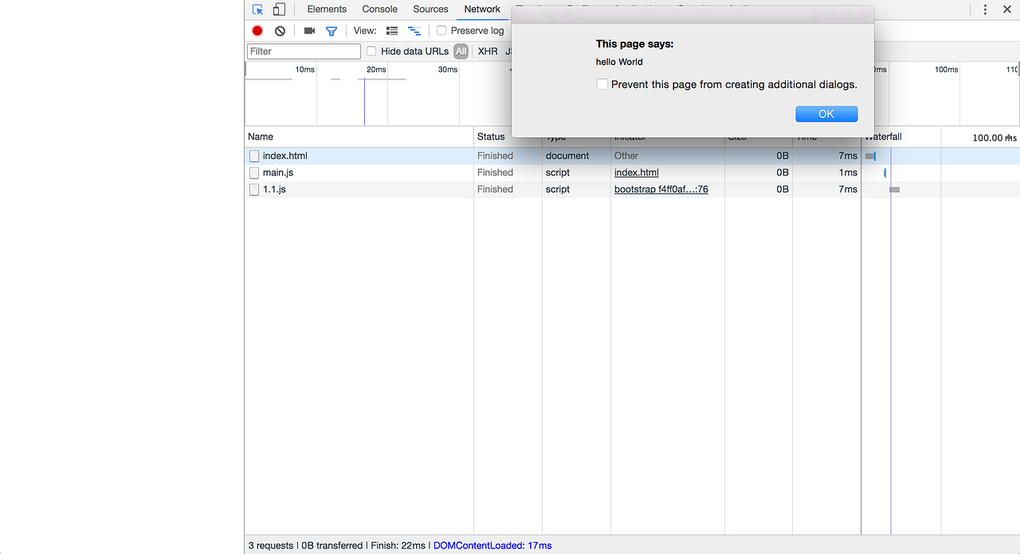 Elements Console Sources Network
View: Preserve log
Filter Hide data URLs All XHR
10ms 20ms 30ms 100ms
This page says:
hello World
Prevent this page from creating additional dialogs.
OK
Name Status Type Initiator Size Time Waterfall 100.00 ms
index.html Finished document Other 0B 7ms
main.js Finished script index.html 0B 1ms
1.1.js Finished script bootstrap f4ff0af…:76 0B 7ms
3 requests | 0B transferred | Finish: 22ms | DOMContentLoaded: 17ms